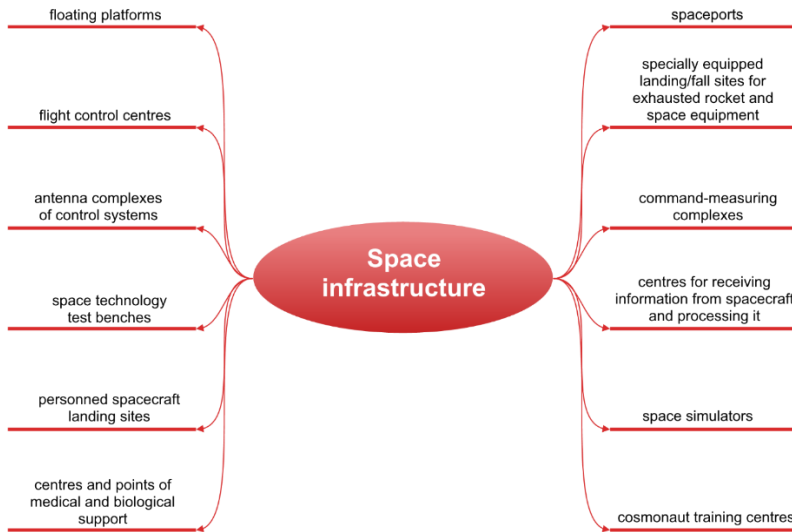 floating platforms
flight control centres
antenna complexes
of control systems
space technology
test benches
personned spacecraft
landing sites
centres and points of
medical and biological
support
Space
infrastructure
spaceports
specially equipped
landing/fall sites for
exhausted rocket and
space equipment
command-measuring
complexes
centres for receiving
information from spacecraft
and processing it
space simulators
cosmonaut training centres